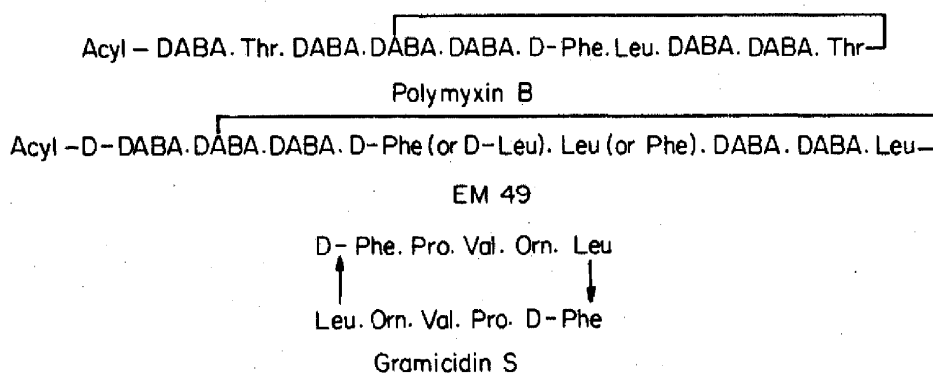 Acyl – DABA. Thr. DABA. DABA. DABA. D-Phe. Leu. DABA. DABA. Thr
Polymyxin B
Acyl –D-DABA.DABA.DABA. D-Phe (or D-Leu). Leu (or Phe). DABA. DABA. Leu
EM 49
D- Phe. Pro. Val. Orn. Leu
Leu. Orn. Val. Pro. D-Phe
Gramicidin S